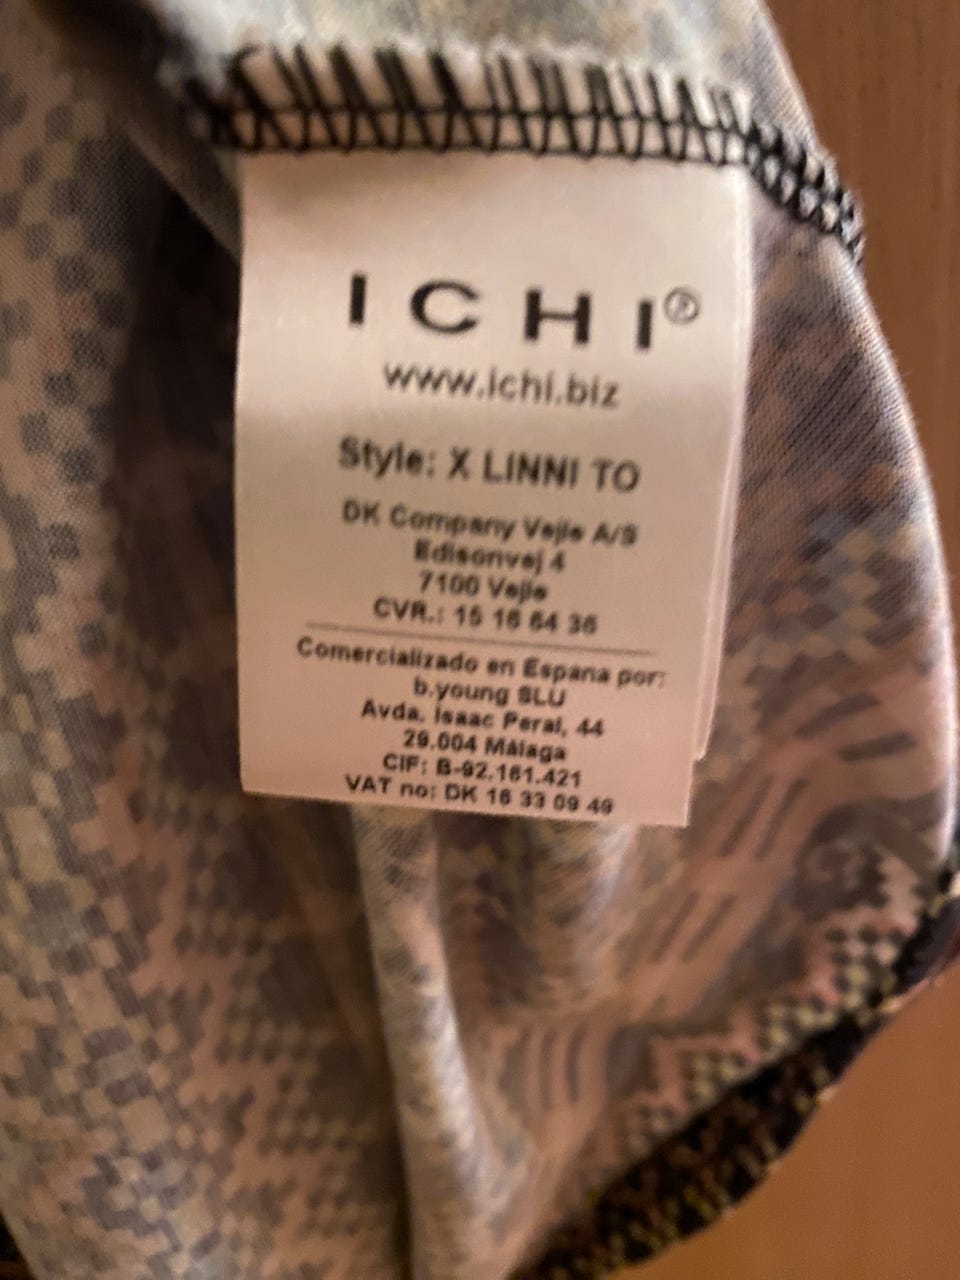 ICHI®
www.ichi.biz
Style: X LINNI TO
DK Company Vejle A/S
Edisonvej 4
7100 Vejle
CVR.: 15 16 64 36
Comercializado en Espana por:
b.young SLU
Avda. Isaac Peral, 44
29.004 Málaga
CIF: B-92.161.421
VAT no: DK 16 33 09 49